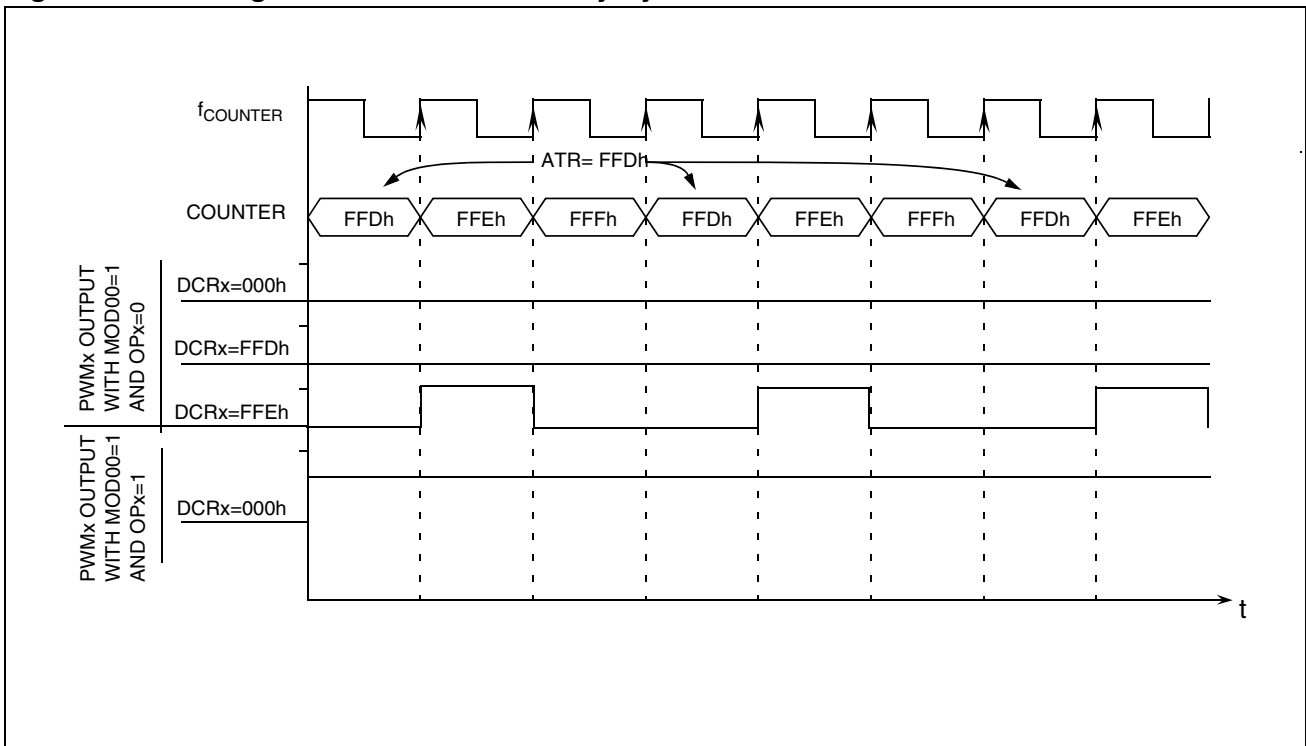 fCOUNTER
ATR= FFDh
COUNTER
FFDh FFEh FFFh FFDh FFEh FFFh FFDh FFEh
PWMx OUTPUT
WITH MOD00=1
AND OPx=0
DCRx=000h
DCRx=FFDh
DCRx=FFEh
PWMx OUTPUT
WITH MOD00=1
AND OPx=1
DCRx=000h
t